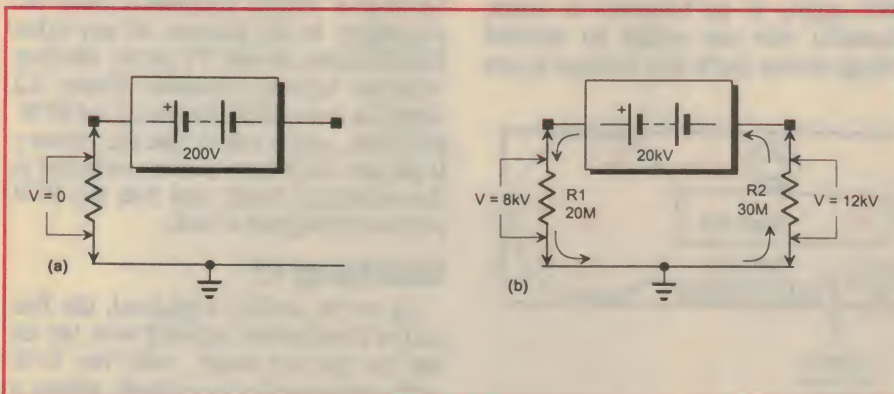 +
200V
V = 0
(a)
+
20kV
V = 8kV
R1
20M
R2
30M
V = 12kV
(b)